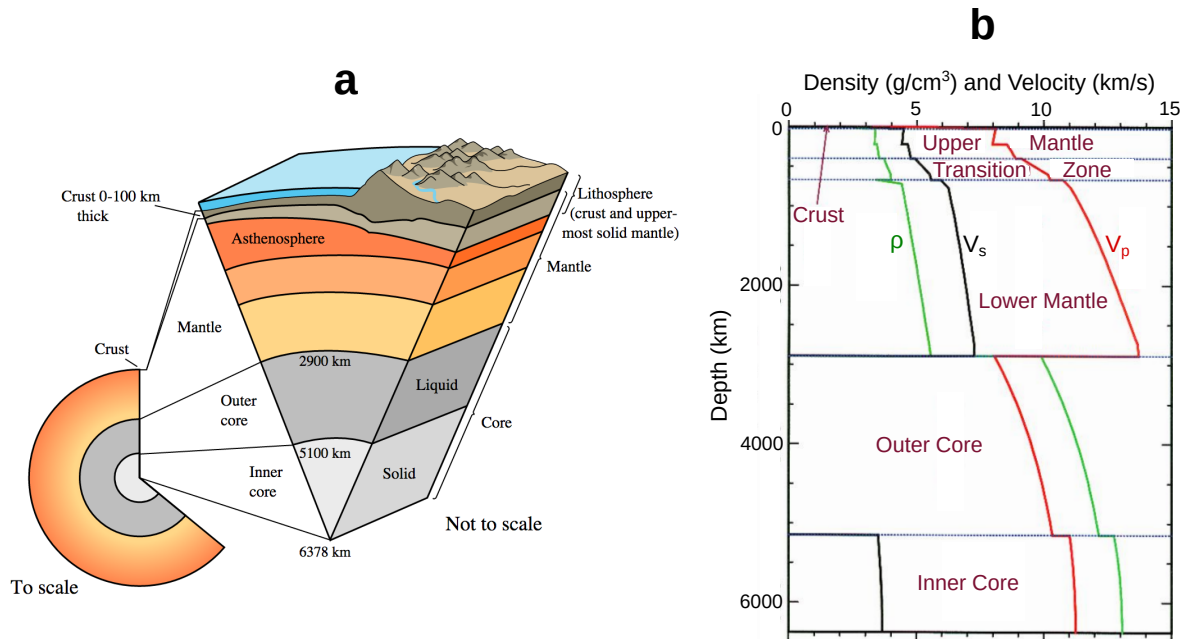 a
Crust 0-100 km
thick
Asthenosphere
Lithosphere
(crust and upper-
most solid mantle)
Mantle
Mantle
Crust
2900 km
Liquid
Outer
core
Core
5100 km
Inner
core
Solid
Not to scale
6378 km
To scale
b
Density (g/cm³) and Velocity (km/s)
0 5 10 15
0
Upper Mantle
Transition Zone
Crust
ρ
Vₛ
Vₚ
2000
Lower Mantle
Depth (km)
4000
Outer Core
Inner Core
6000